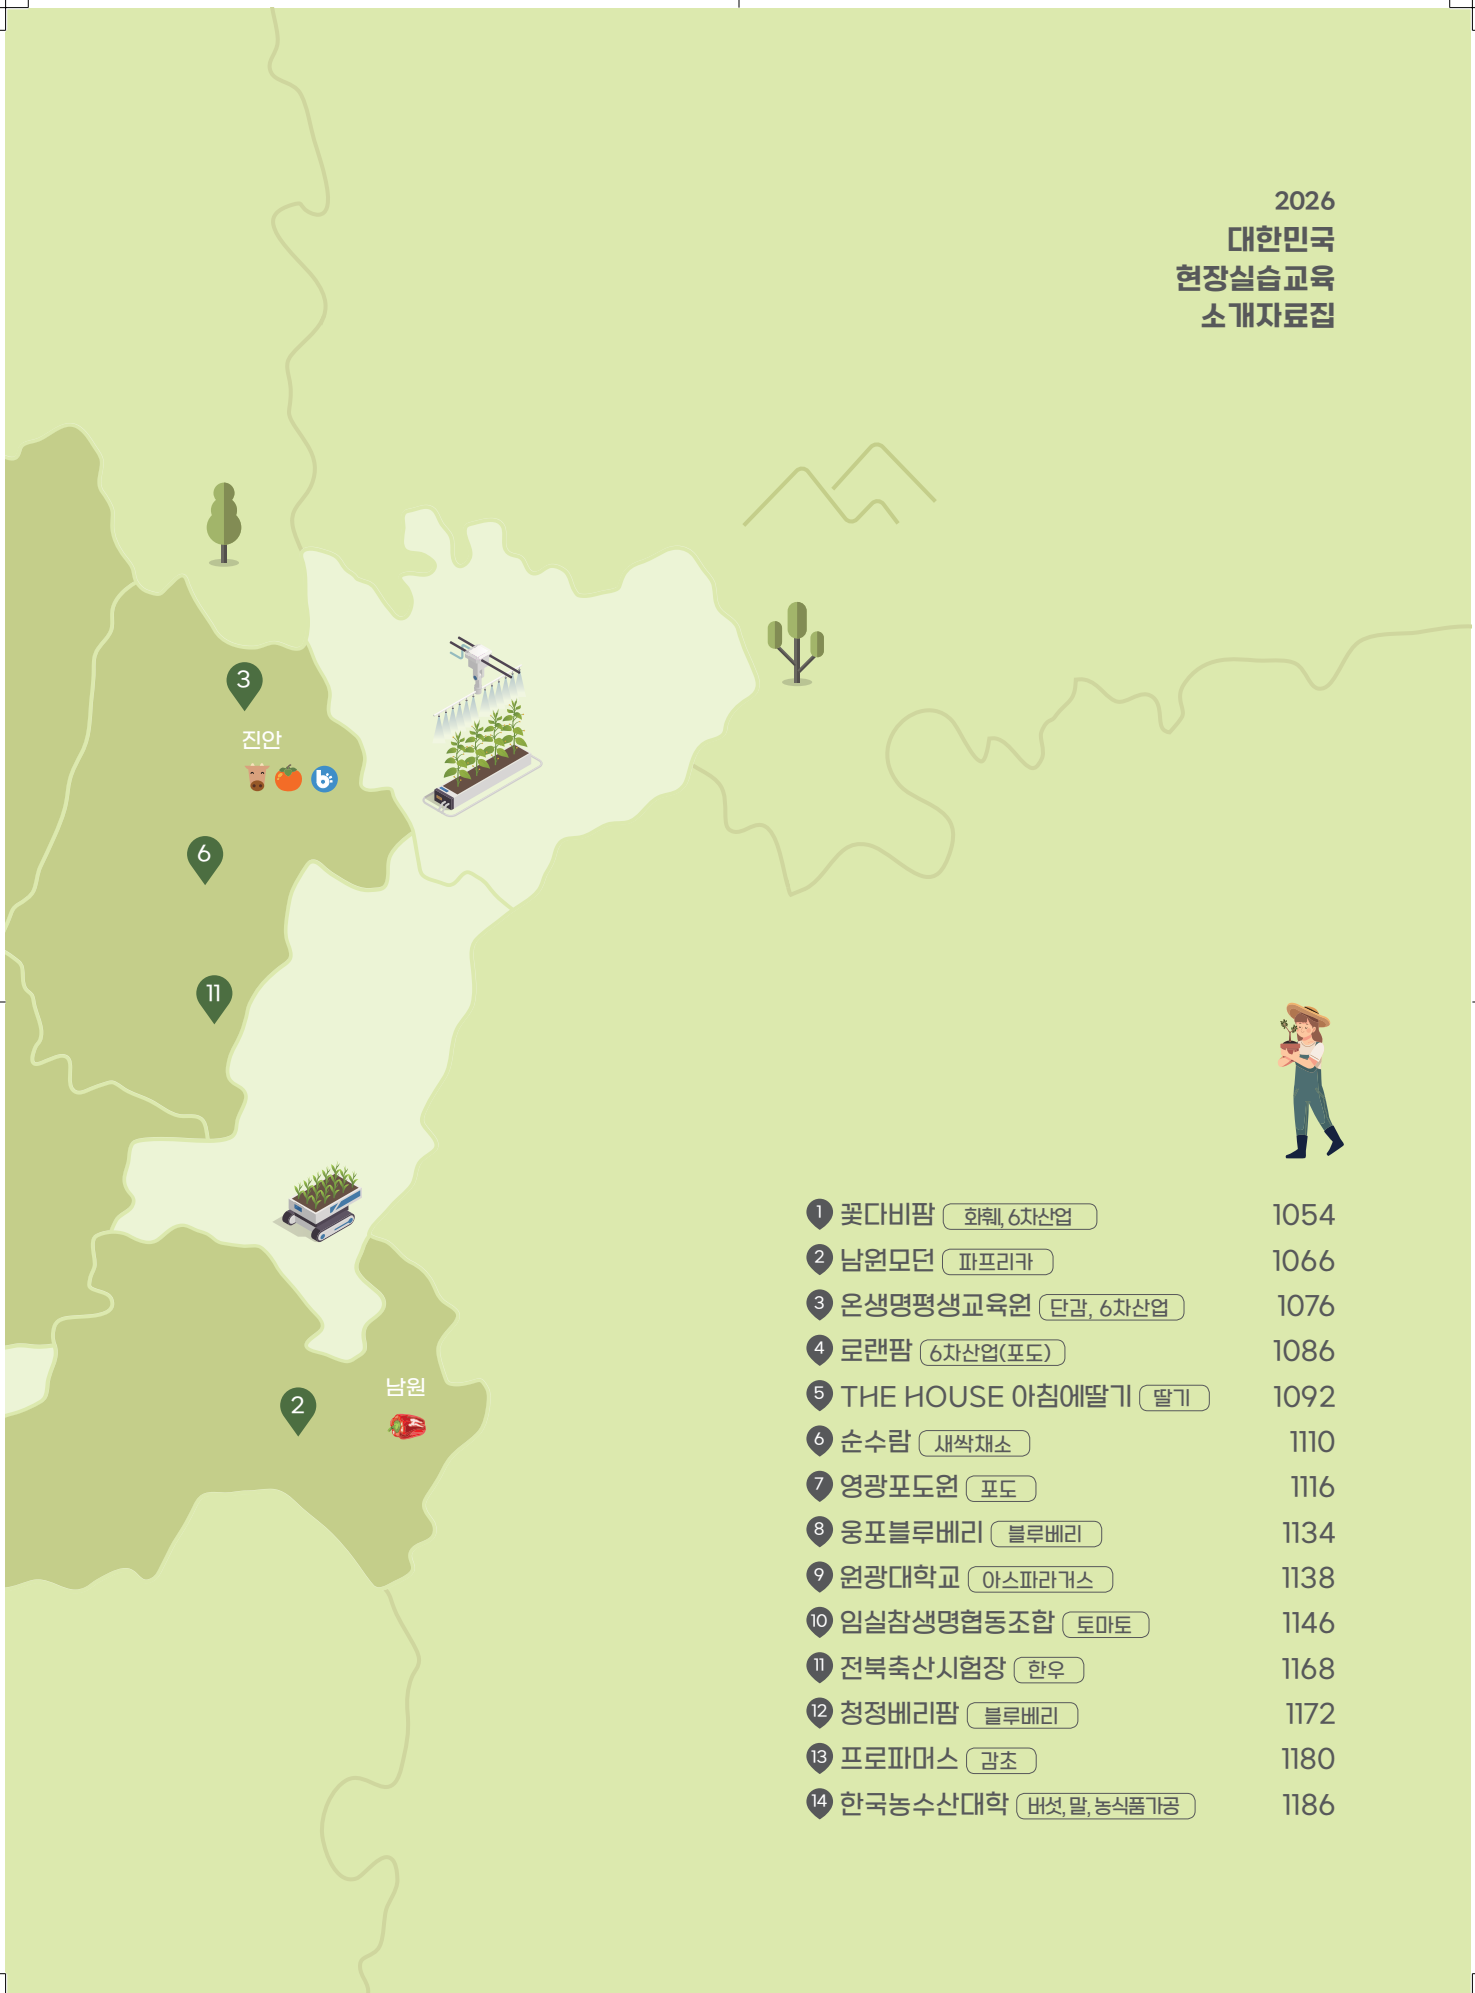 2026
대한민국
현장실습교육
소개자료집
3
진안
6
11
남원
2
1 꽃다비팜 화훼, 6차산업 1054
2 남원모던 파프리카 1066
3 온생명평생교육원 단감, 6차산업 1076
4 로랜팜 6차산업(포도) 1086
5 THE HOUSE 아침에딸기 딸기 1092
6 순수람 새싹채소 1110
7 영광포도원 포도 1116
8 웅포블루베리 블루베리 1134
9 원광대학교 아스파라거스 1138
10 임실참생명협동조합 토마토 1146
11 전북축산시험장 한우 1168
12 청정베리팜 블루베리 1172
13 프로파머스 감초 1180
14 한국농수산대학 버섯, 말, 농식품가공 1186